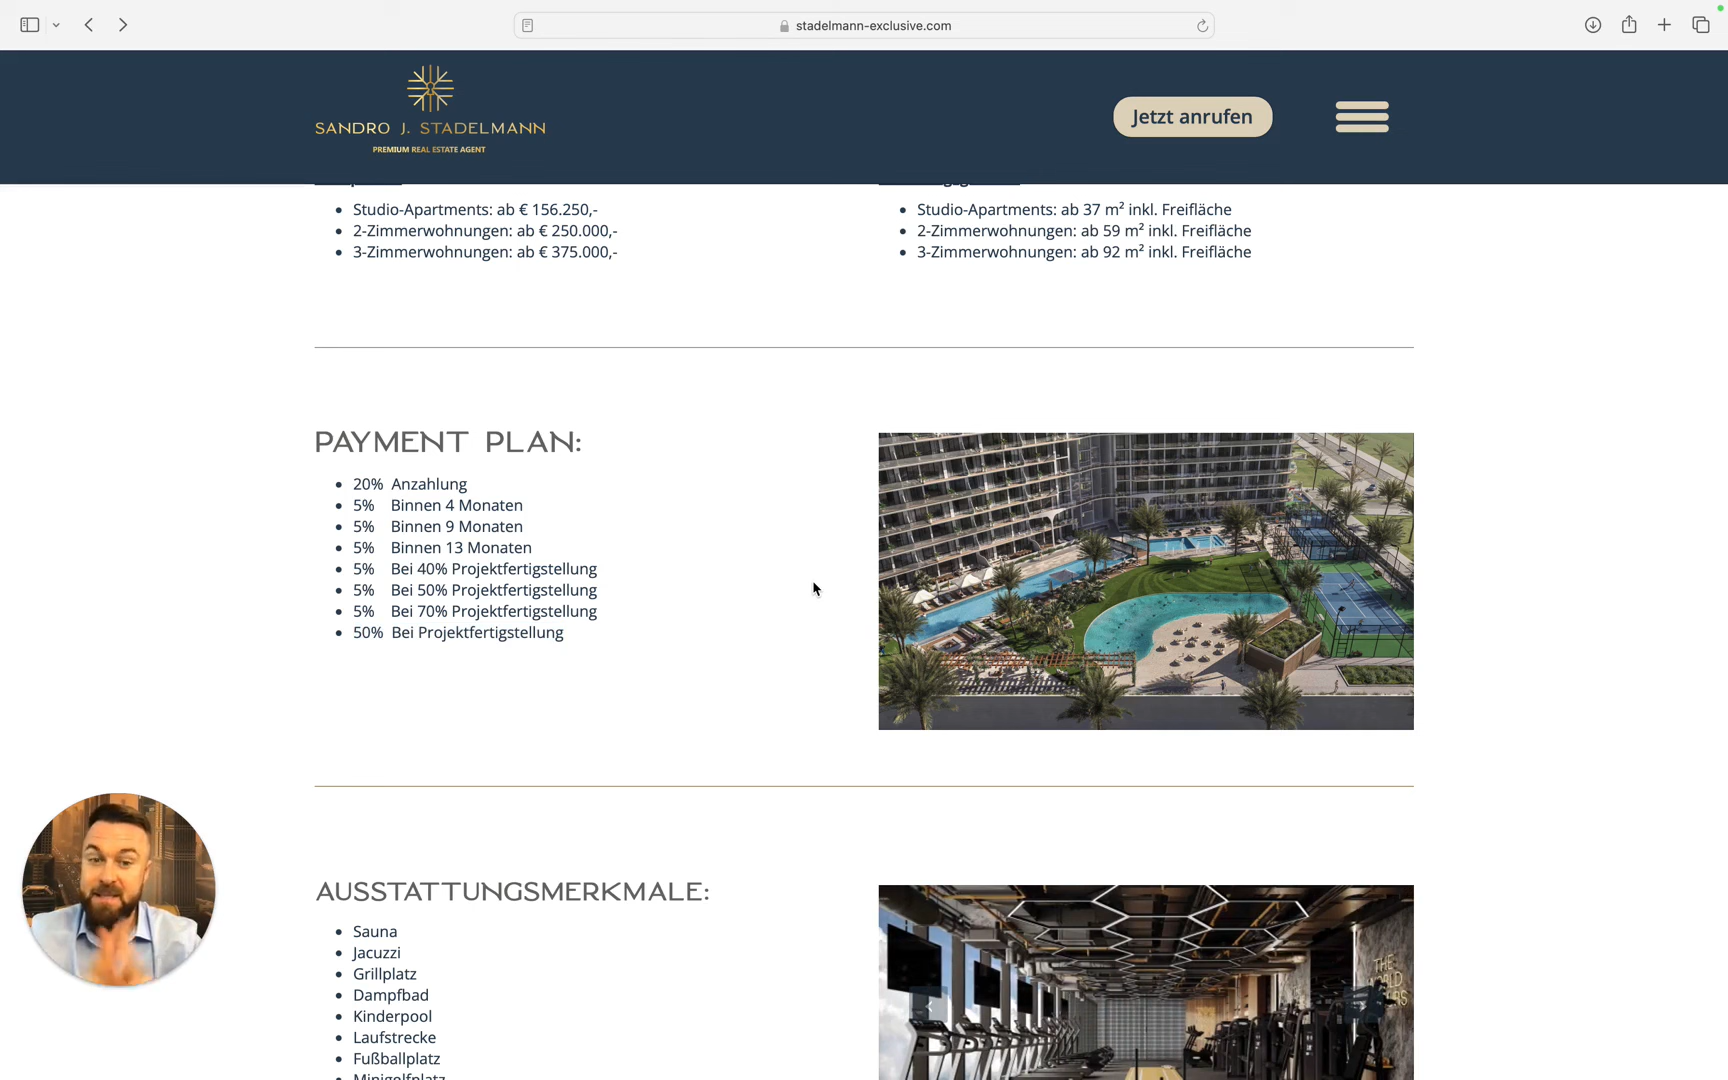 stadelmann-exclusive.com
SANDRO J. STADELMANN
PREMIUM REAL ESTATE AGENT
Jetzt anrufen
Studio-Apartments: ab € 156.250,-
2-Zimmerwohnungen: ab € 250.000,-
3-Zimmerwohnungen: ab € 375.000,-
Studio-Apartments: ab 37 m² inkl. Freifläche
2-Zimmerwohnungen: ab 59 m² inkl. Freifläche
3-Zimmerwohnungen: ab 92 m² inkl. Freifläche
PAYMENT PLAN:
20% Anzahlung
5% Binnen 4 Monaten
5% Binnen 9 Monaten
5% Binnen 13 Monaten
5% Bei 40% Projektfertigstellung
5% Bei 50% Projektfertigstellung
5% Bei 70% Projektfertigstellung
50% Bei Projektfertigstellung
AUSSTATTUNGSMERKMALE:
Sauna
Jacuzzi
Grillplatz
Dampfbad
Kinderpool
Laufstrecke
Fußballplatz
Minigolfplatz
THE